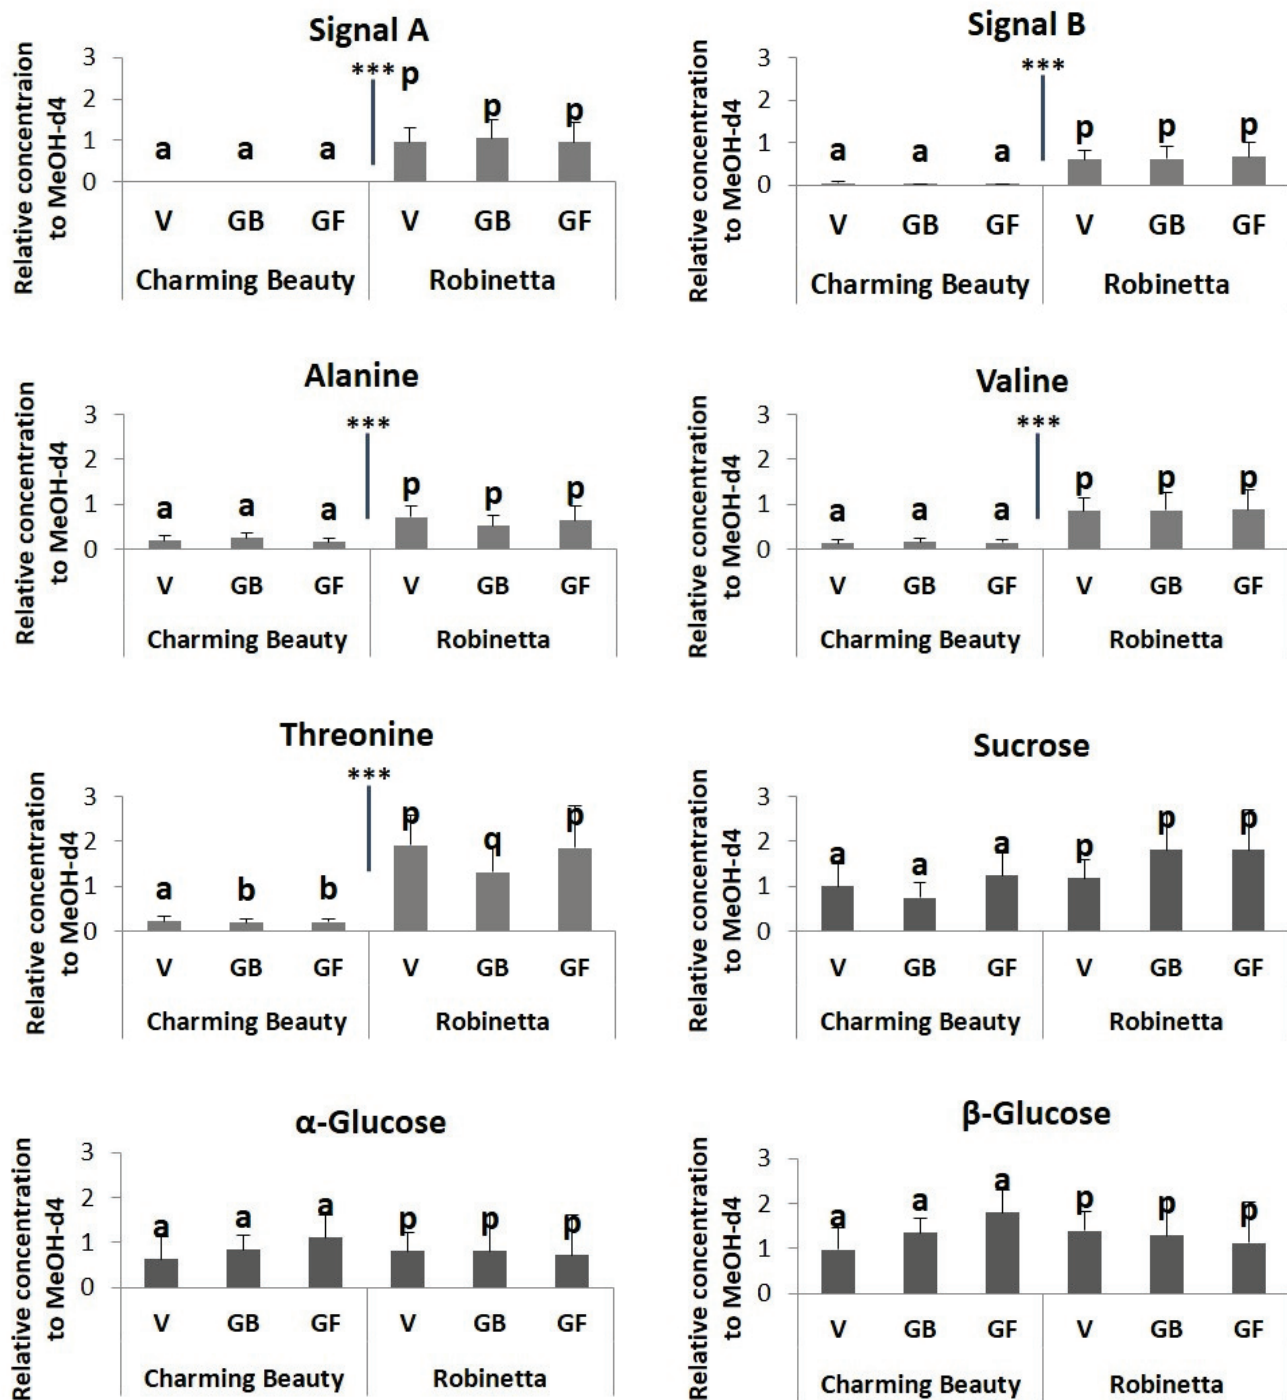 Signal A
Relative concentraion
to MeOH-d4
3
2
1
0
***
a a a p p p
V GB GF V GB GF
Charming Beauty Robinetta
Signal B
Relative concentration
to MeOH-d4
3
2
1
0
***
a a a p p p
V GB GF V GB GF
Charming Beauty Robinetta
Alanine
Relative concentration
to MeOH-d4
3
2
1
0
***
a a a p p p
V GB GF V GB GF
Charming Beauty Robinetta
Valine
Relative concentration
to MeOH-d4
3
2
1
0
***
a a a p p p
V GB GF V GB GF
Charming Beauty Robinetta
Threonine
Relative concentration
to MeOH-d4
3
2
1
0
***
a b b p q p
V GB GF V GB GF
Charming Beauty Robinetta
Sucrose
Relative concentration
to MeOH-d4
3
2
1
0
a a a p p p
V GB GF V GB GF
Charming Beauty Robinetta
α-Glucose
Relative concentration
to MeOH-d4
3
2
1
0
a a a p p p
V GB GF V GB GF
Charming Beauty Robinetta
β-Glucose
Relative concentration
to MeOH-d4
3
2
1
0
a a a p p p
V GB GF V GB GF
Charming Beauty Robinetta